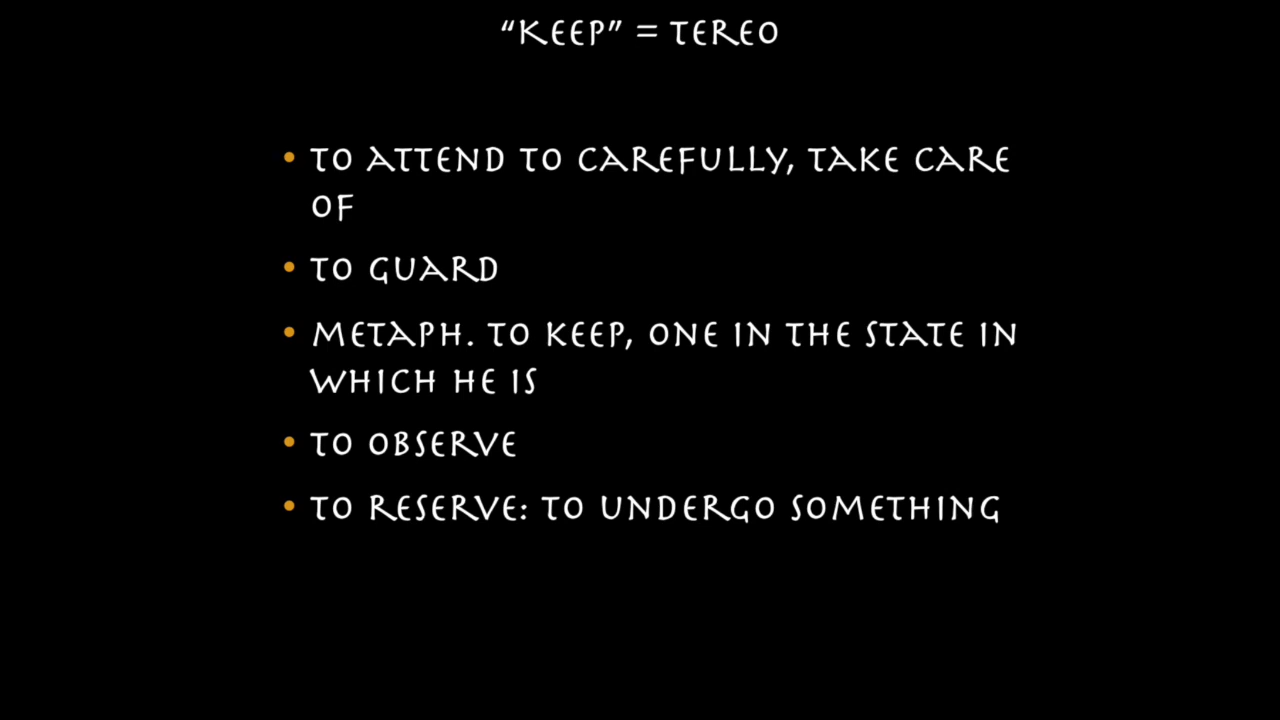 “KEEP” = TEREO
• TO ATTEND TO CAREFULLY, TAKE CARE
OF
• TO GUARD
• METAPH. TO KEEP, ONE IN THE STATE IN
WHICH HE IS
• TO OBSERVE
• TO RESERVE: TO UNDERGO SOMETHING